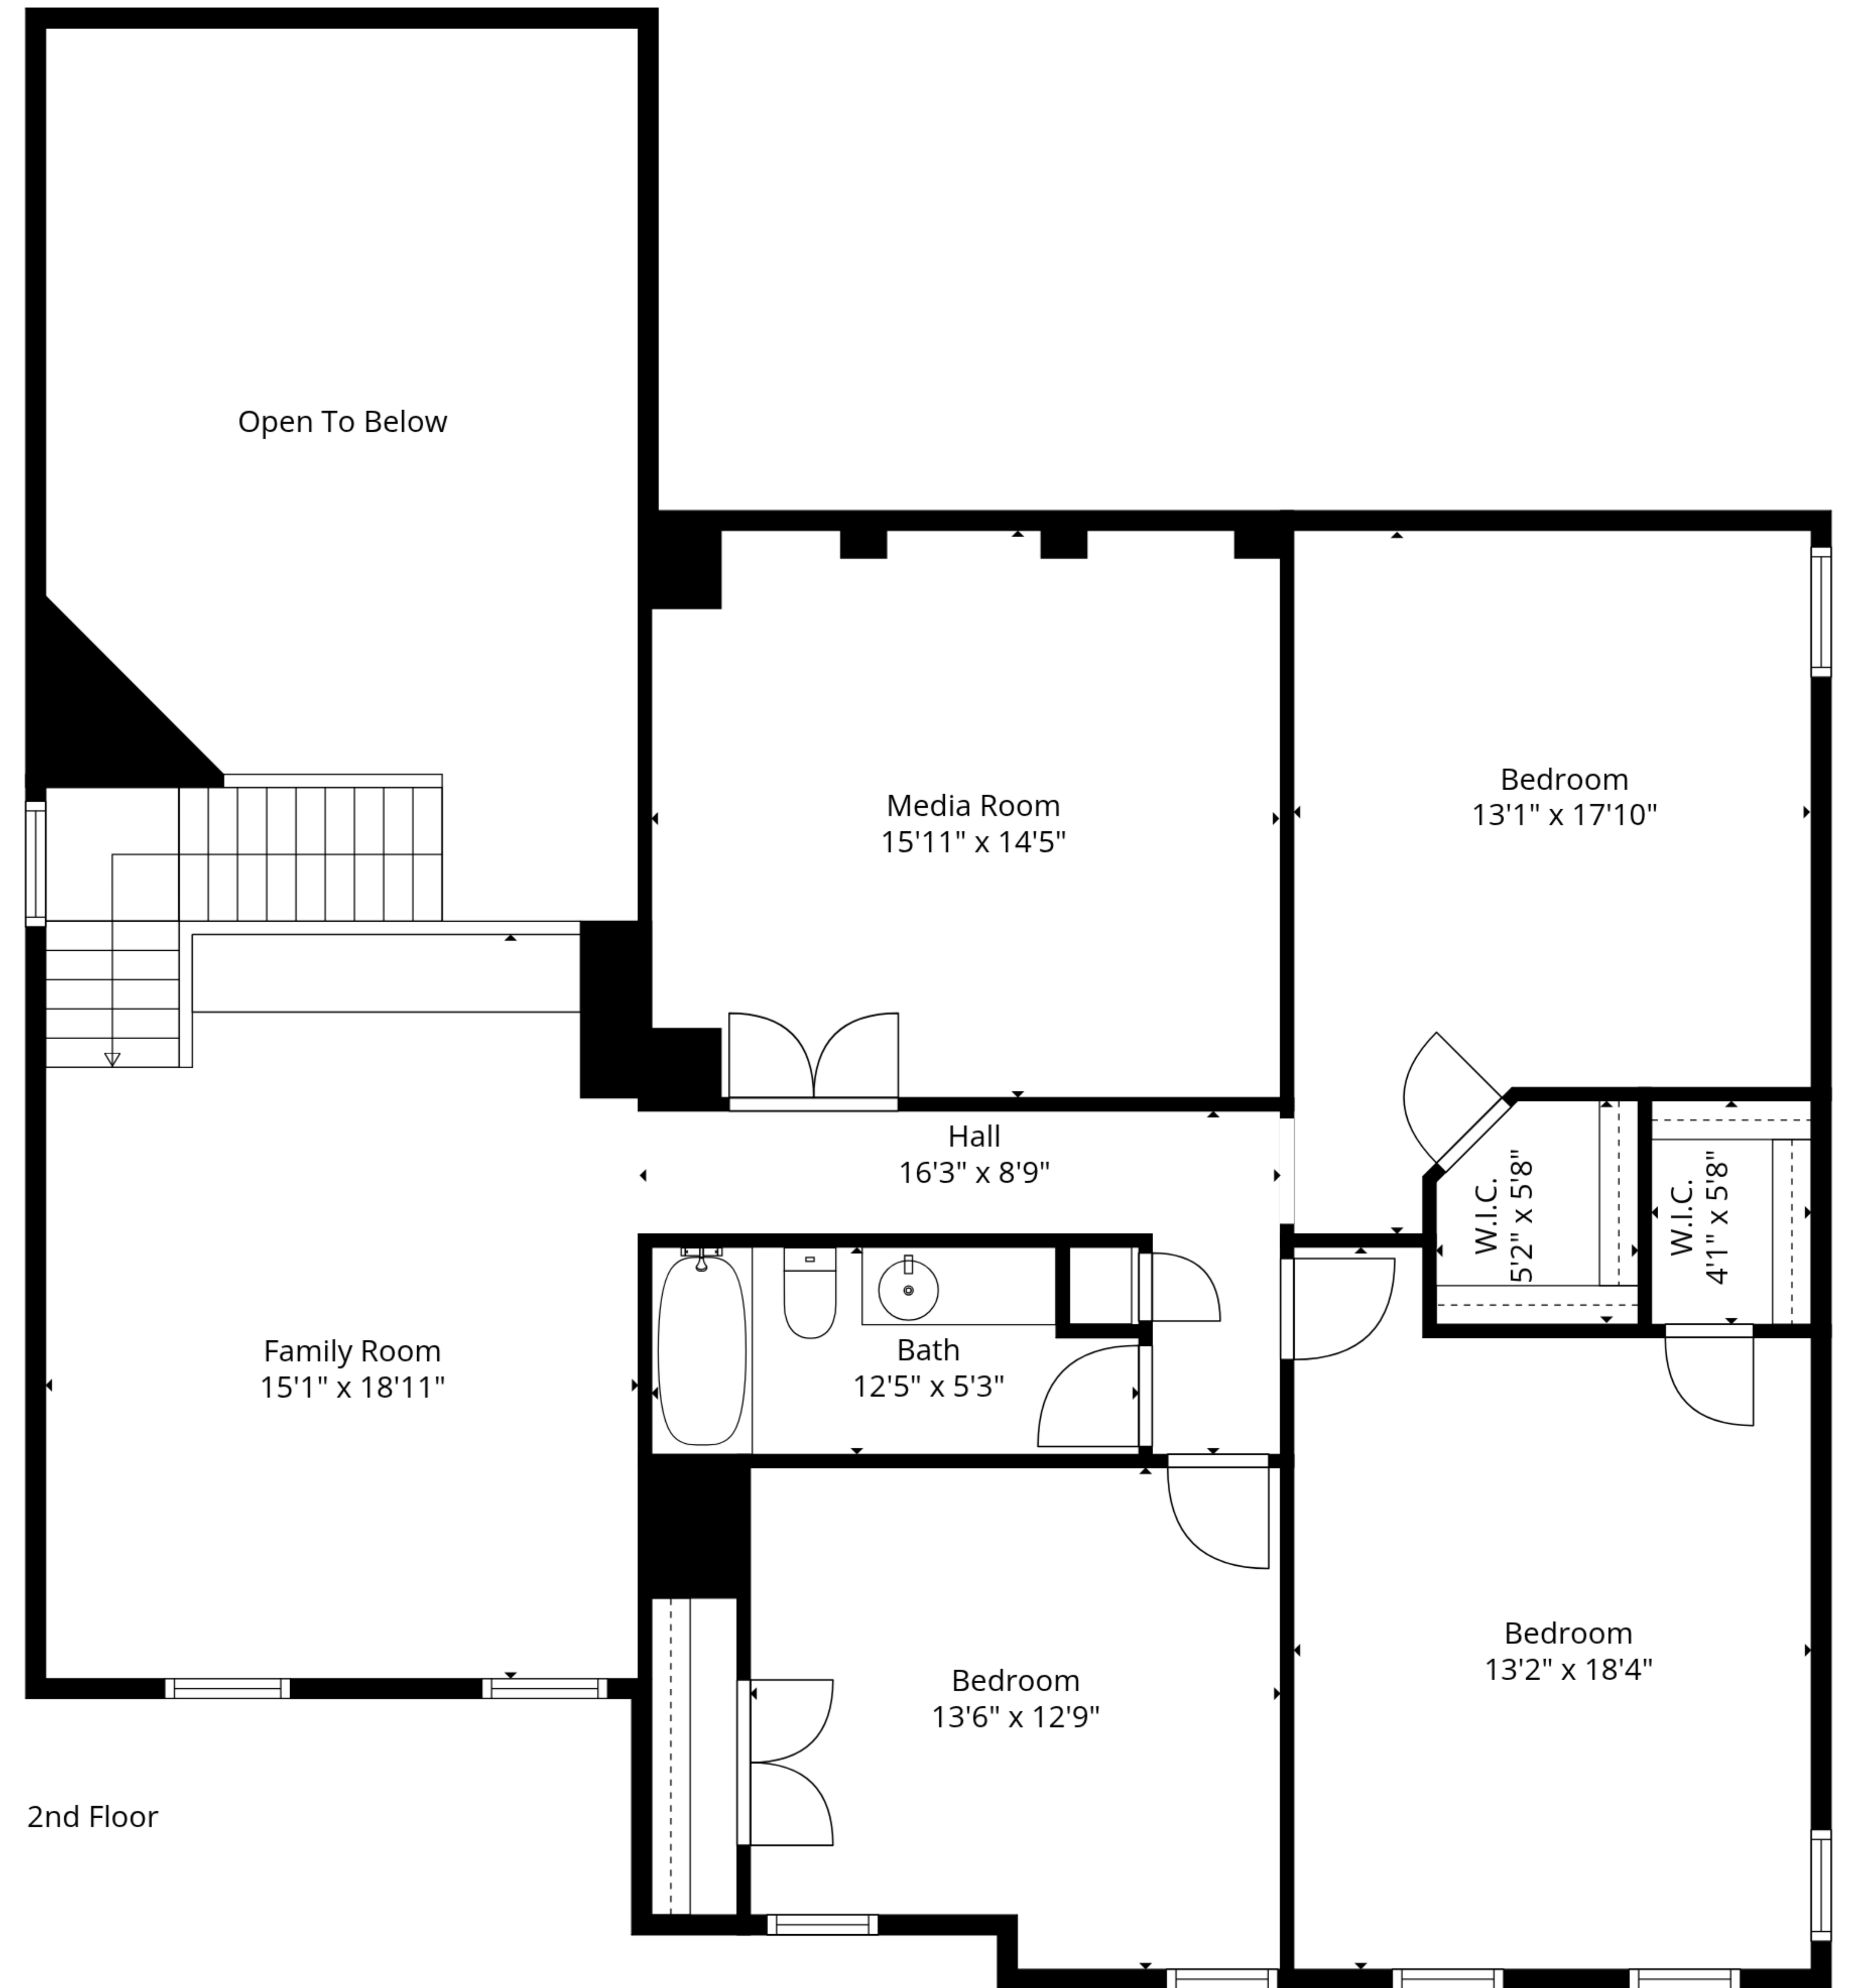 Open To Below
Media Room
15'11" x 14'5"
Bedroom
13'1" x 17'10"
Hall
16'3" x 8'9"
W.I.C.
5'2" x 5'8"
W.I.C.
4'1" x 5'8"
Family Room
15'1" x 18'11"
Bath
12'5" x 5'3"
Bedroom
13'6" x 12'9"
Bedroom
13'2" x 18'4"
2nd Floor